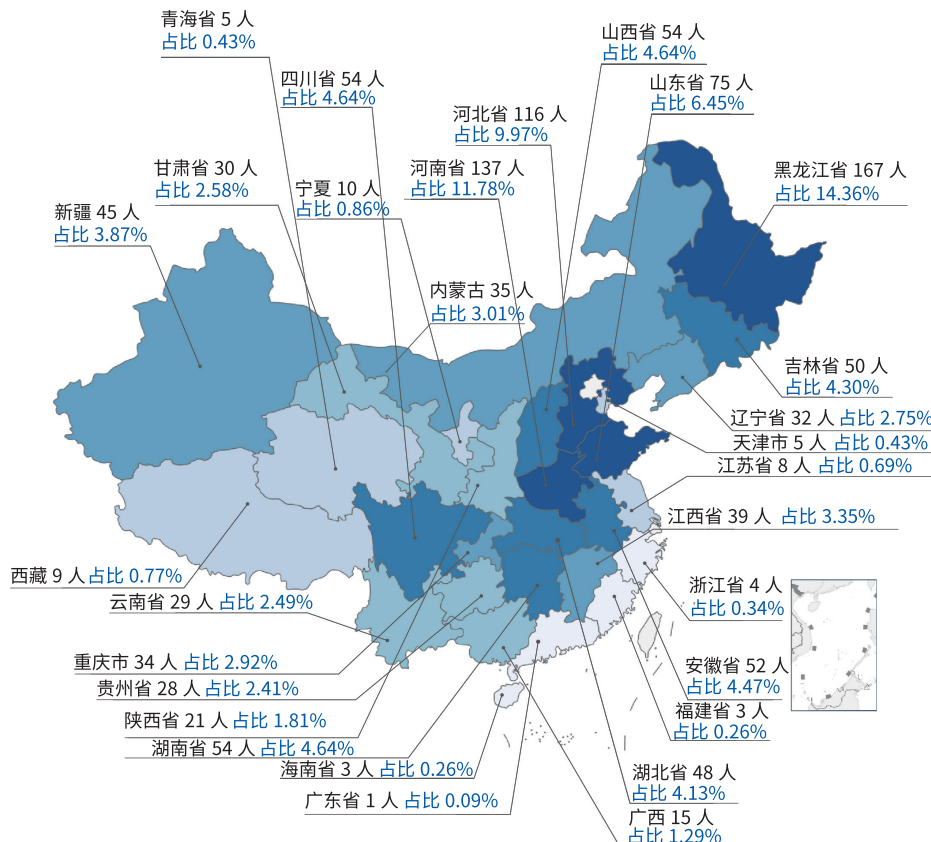 青海省 5 人
占比 0.43%
山西省 54 人
占比 4.64%
四川省 54 人
占比 4.64%
山东省 75 人
占比 6.45%
河北省 116 人
占比 9.97%
甘肃省 30 人
占比 2.58%
宁夏 10 人
占比 0.86%
河南省 137 人
占比 11.78%
黑龙江省 167 人
占比 14.36%
新疆 45 人
占比 3.87%
内蒙古 35 人
占比 3.01%
吉林省 50 人
占比 4.30%
辽宁省 32 人 占比 2.75%
天津市 5 人 占比 0.43%
江苏省 8 人 占比 0.69%
江西省 39 人 占比 3.35%
西藏 9 人 占比 0.77%
云南省 29 人 占比 2.49%
浙江省 4 人
占比 0.34%
重庆市 34 人 占比 2.92%
安徽省 52 人
占比 4.47%
贵州省 28 人 占比 2.41%
福建省 3 人
占比 0.26%
陕西省 21 人 占比 1.81%
湖南省 54 人 占比 4.64%
海南省 3 人 占比 0.26%
湖北省 48 人
占比 4.13%
广东省 1 人 占比 0.09%
广西 15 人
占比 1.29%